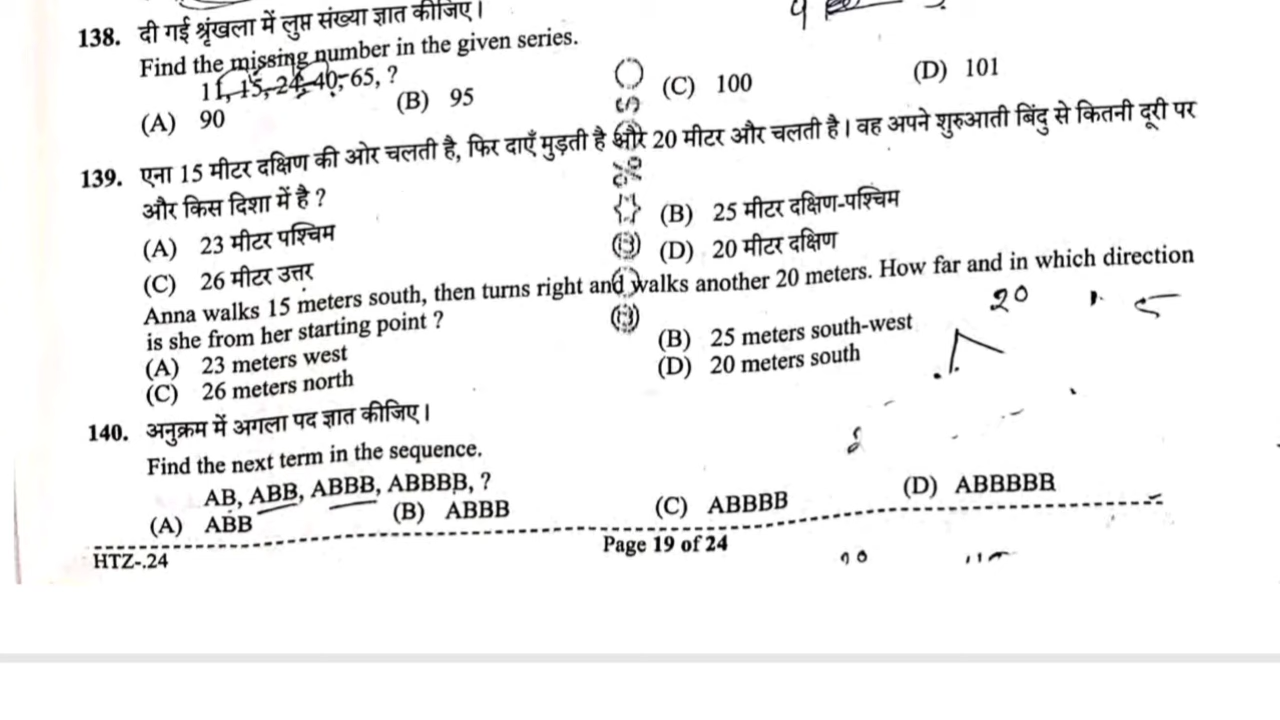 138. दी गई श्रृंखला में लुप्त संख्या ज्ञात कीजिए।
Find the missing number in the given series.
11, 15, 24, 40, 65, ?
(A) 90 (B) 95 (C) 100 (D) 101
139. एना 15 मीटर दक्षिण की ओर चलती है, फिर दाएँ मुड़ती है और 20 मीटर और चलती है। वह अपने शुरुआती बिंदु से कितनी दूरी पर
और किस दिशा में है ?
(A) 23 मीटर पश्चिम (B) 25 मीटर दक्षिण-पश्चिम
(C) 26 मीटर उत्तर (D) 20 मीटर दक्षिण
Anna walks 15 meters south, then turns right and walks another 20 meters. How far and in which direction
is she from her starting point ?
(A) 23 meters west (B) 25 meters south-west
(C) 26 meters north (D) 20 meters south
20
140. अनुक्रम में अगला पद ज्ञात कीजिए।
Find the next term in the sequence.
AB, ABB, ABBB, ABBBB, ?
(A) ABB (B) ABBB (C) ABBBB (D) ABBBBB
HTZ-.24 Page 19 of 24